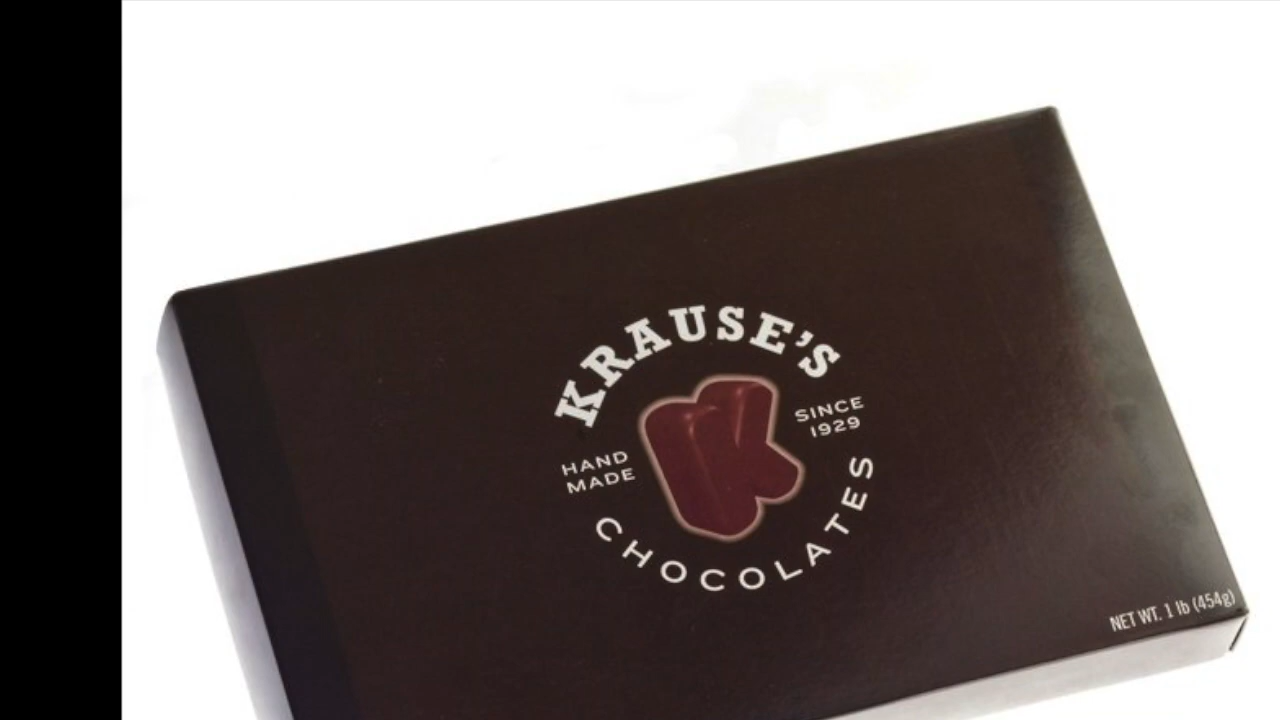 KRAUSE'S
HAND
MADE
SINCE
1929
CHOCOLATES
NET WT. 1 lb (454g)